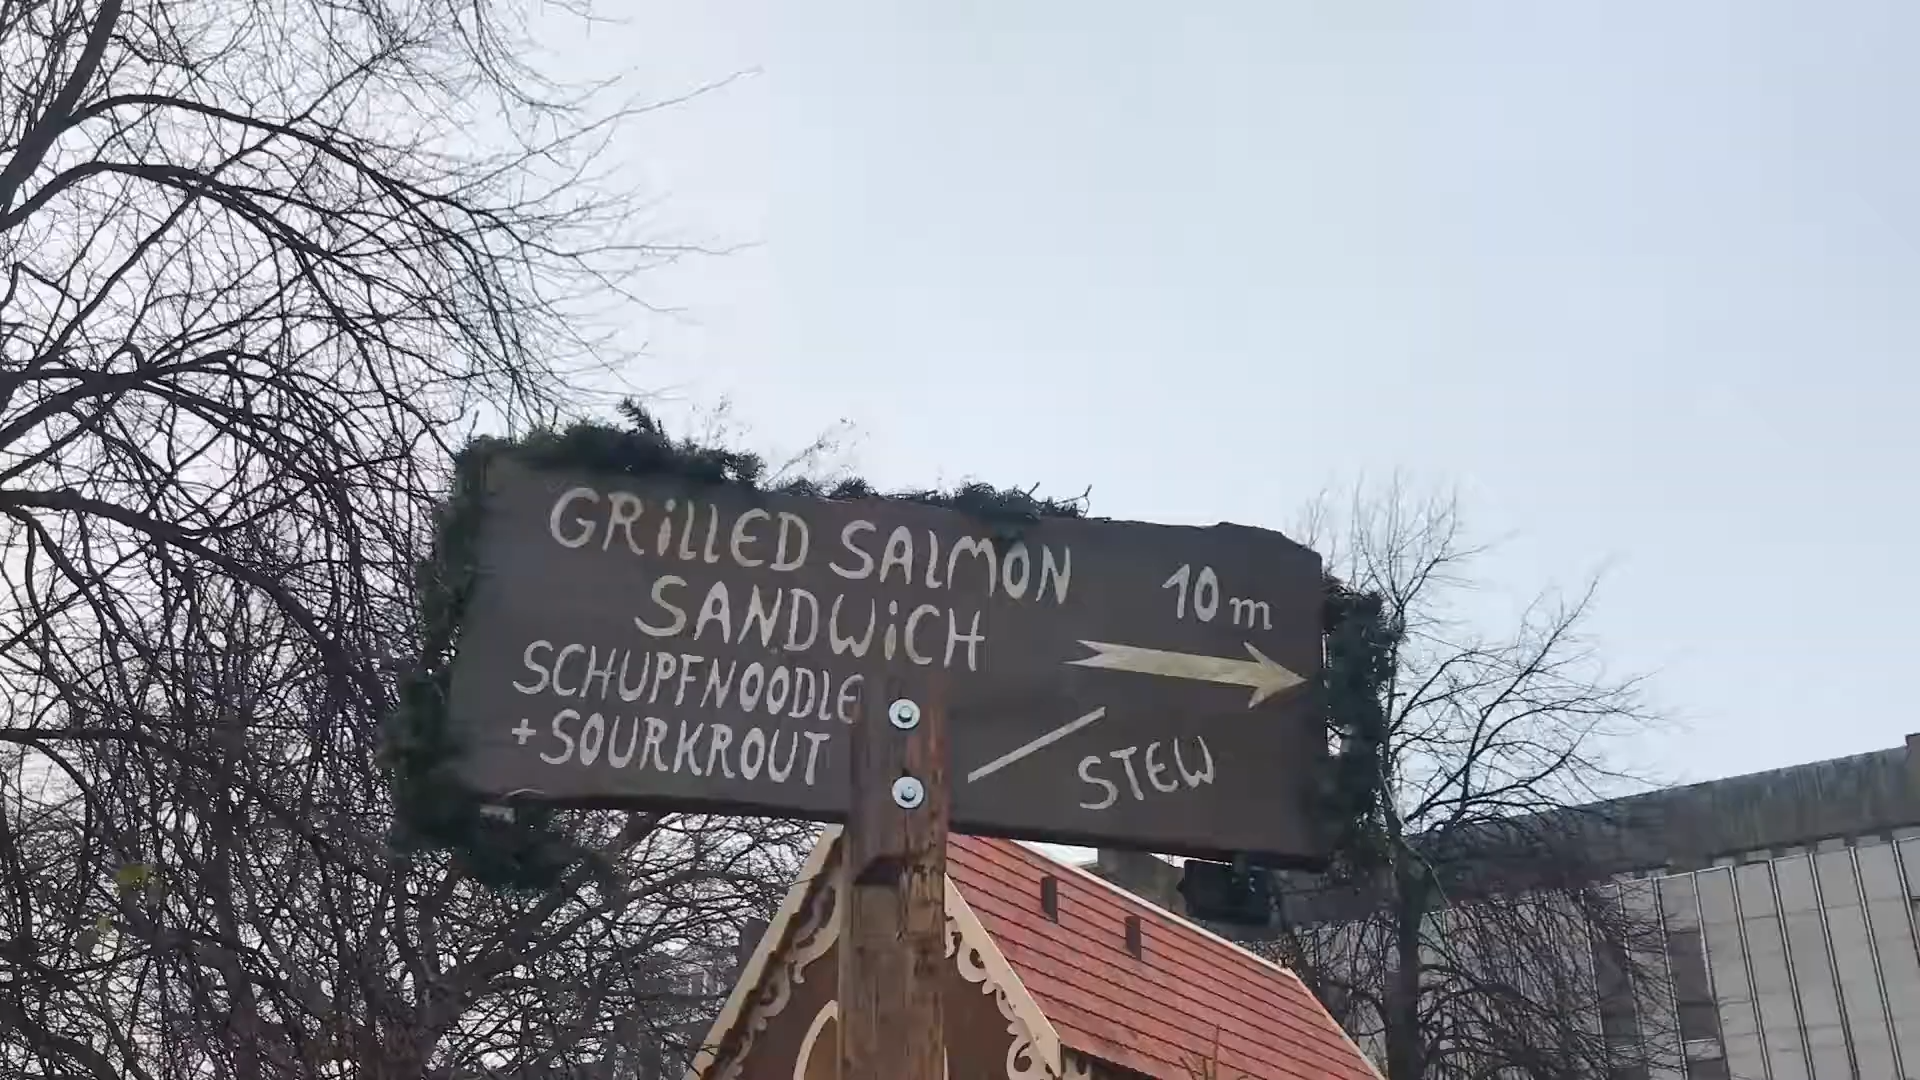 GRiLLED SALMON
SANDWiCH
10 m
SCHUPFNOODLE
+ SOURKROUT / STEW